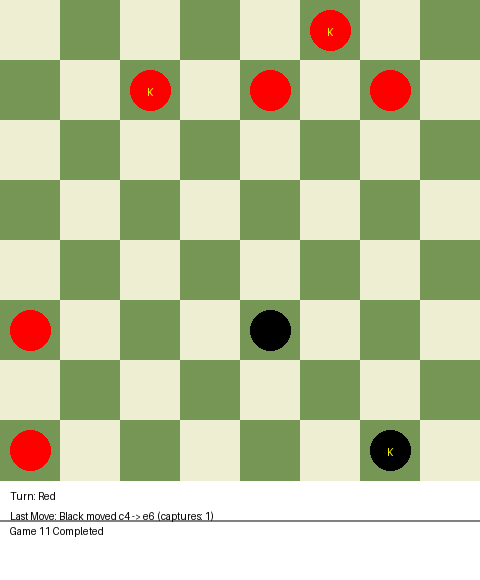 K
K
K
Turn: Red
Last Move: Black moved c4 -> e6 (captures: 1)
Game 11 Completed